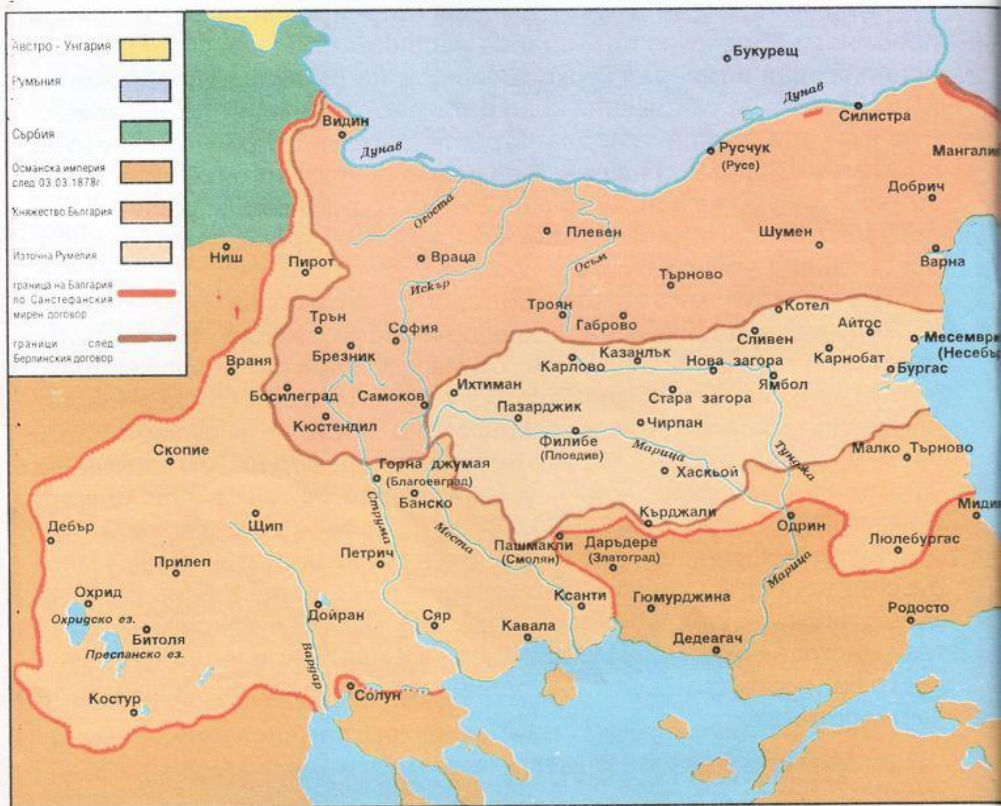 Австро - Унгария
Румъния
Сърбия
Османска империя
след 03.03.1878г
Княжество България
Източна Румелия
граница на Балгария
по Санстефанския
мирен договор
граници след
Берлинския договор
Букурещ
Дунав
Силистра
Видин
Дунав
Русчук
(Русе)
Мангали
Добрич
Огоста
Плевен
Шумен
Варна
Ниш
Пирот
Враца
Искър
Осъм
Търново
Троян
Габрово
Котел
Трън
София
Брезник
Сливен
Айтос
Месемвр
(Несебъ
Карнобат
Бургас
Враня
Казанлък
Карлово
Нова загора
Ямбол
Босилеград
Самоков
Ихтиман
Стара загора
Кюстендил
Пазарджик
Чирпан
Филибе
(Пловдив)
Марица
Тунджа
Малко Търново
Скопие
Хаскьой
Горна джумая
(Благоевград)
Банско
Струма
Места
Щип
Дебър
Петрич
Кърджали
Одрин
Миди
Пашмакли
(Смолян)
Даръдере
(Златоград)
Люлебургас
Прилеп
Марица
Охрид
Охридско ез.
Дойран
Сяр
Ксанти
Гюмурджина
Родосто
Битоля
Преспанско ез.
Кавала
Дедеагач
Вардар
Костур
Солун